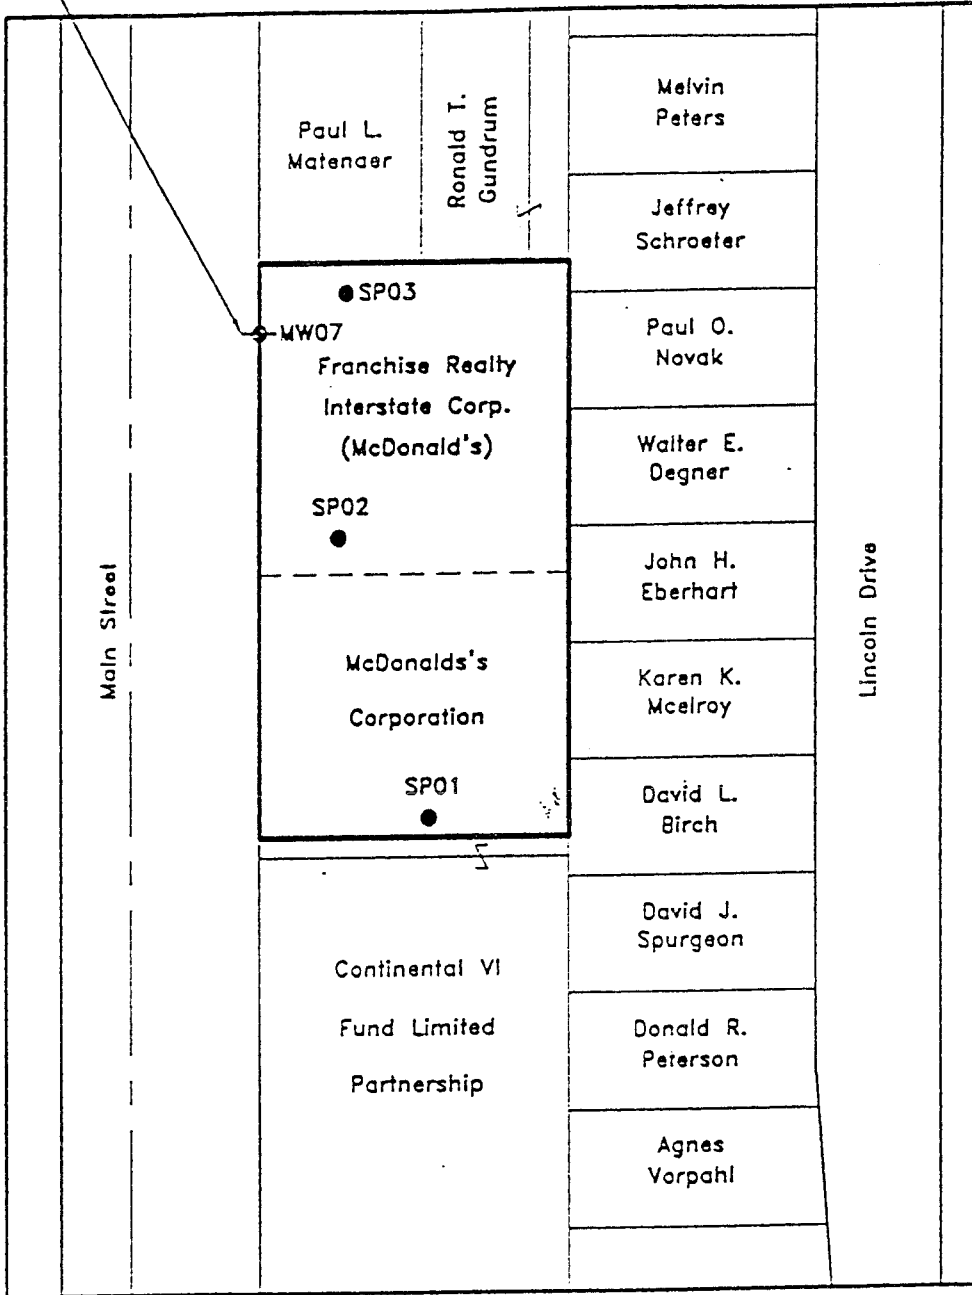 Paul L.
Matenaer
Ronald T.
Gundrum
Melvin
Peters
Jeffrey
Schroeter
SP03
MW07
Franchise Realty
Interstate Corp.
(McDonald's)
Paul O.
Novak
Walter E.
Degner
SP02
John H.
Eberhart
Main Street
Lincoln Drive
McDonalds's
Corporation
Karen K.
Mcelroy
SP01
David L.
Birch
David J.
Spurgeon
Continental VI
Fund Limited
Partnership
Donald R.
Peterson
Agnes
Vorpahl